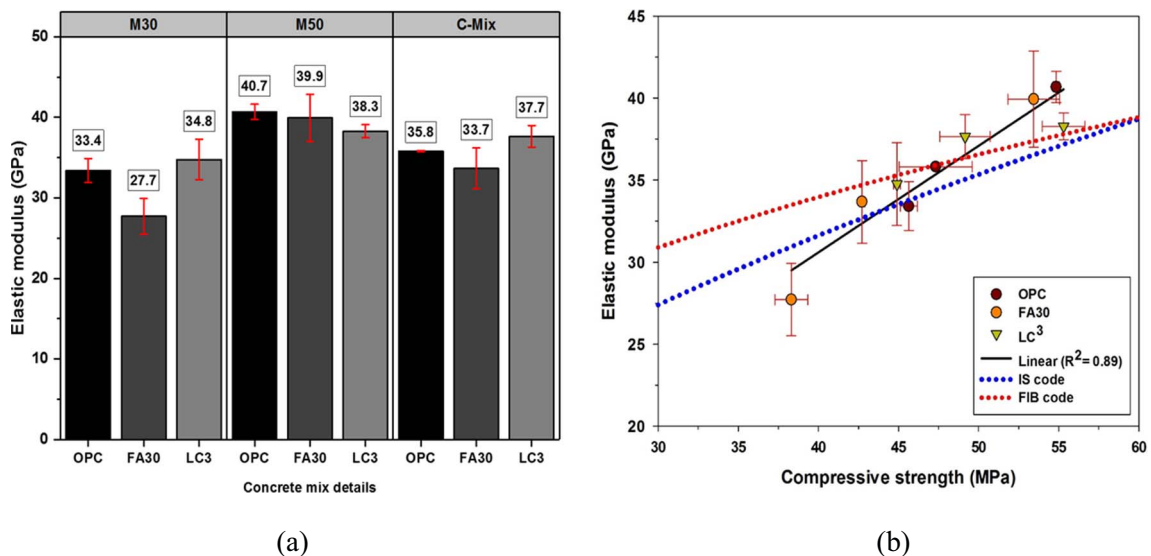 M30 M50 C-Mix
50
40
30
20
10
0
Elastic modulus (GPa)
33.4 27.7 34.8 40.7 39.9 38.3 35.8 33.7 37.7
OPC FA30 LC3 OPC FA30 LC3 OPC FA30 LC3
Concrete mix details
(a)
45
40
35
30
25
20
Elastic modulus (GPa)
OPC
FA30
LC³
Linear (R²= 0.89)
IS code
FIB code
30 40 45 50 55 60
Compressive strength (MPa)
(b)